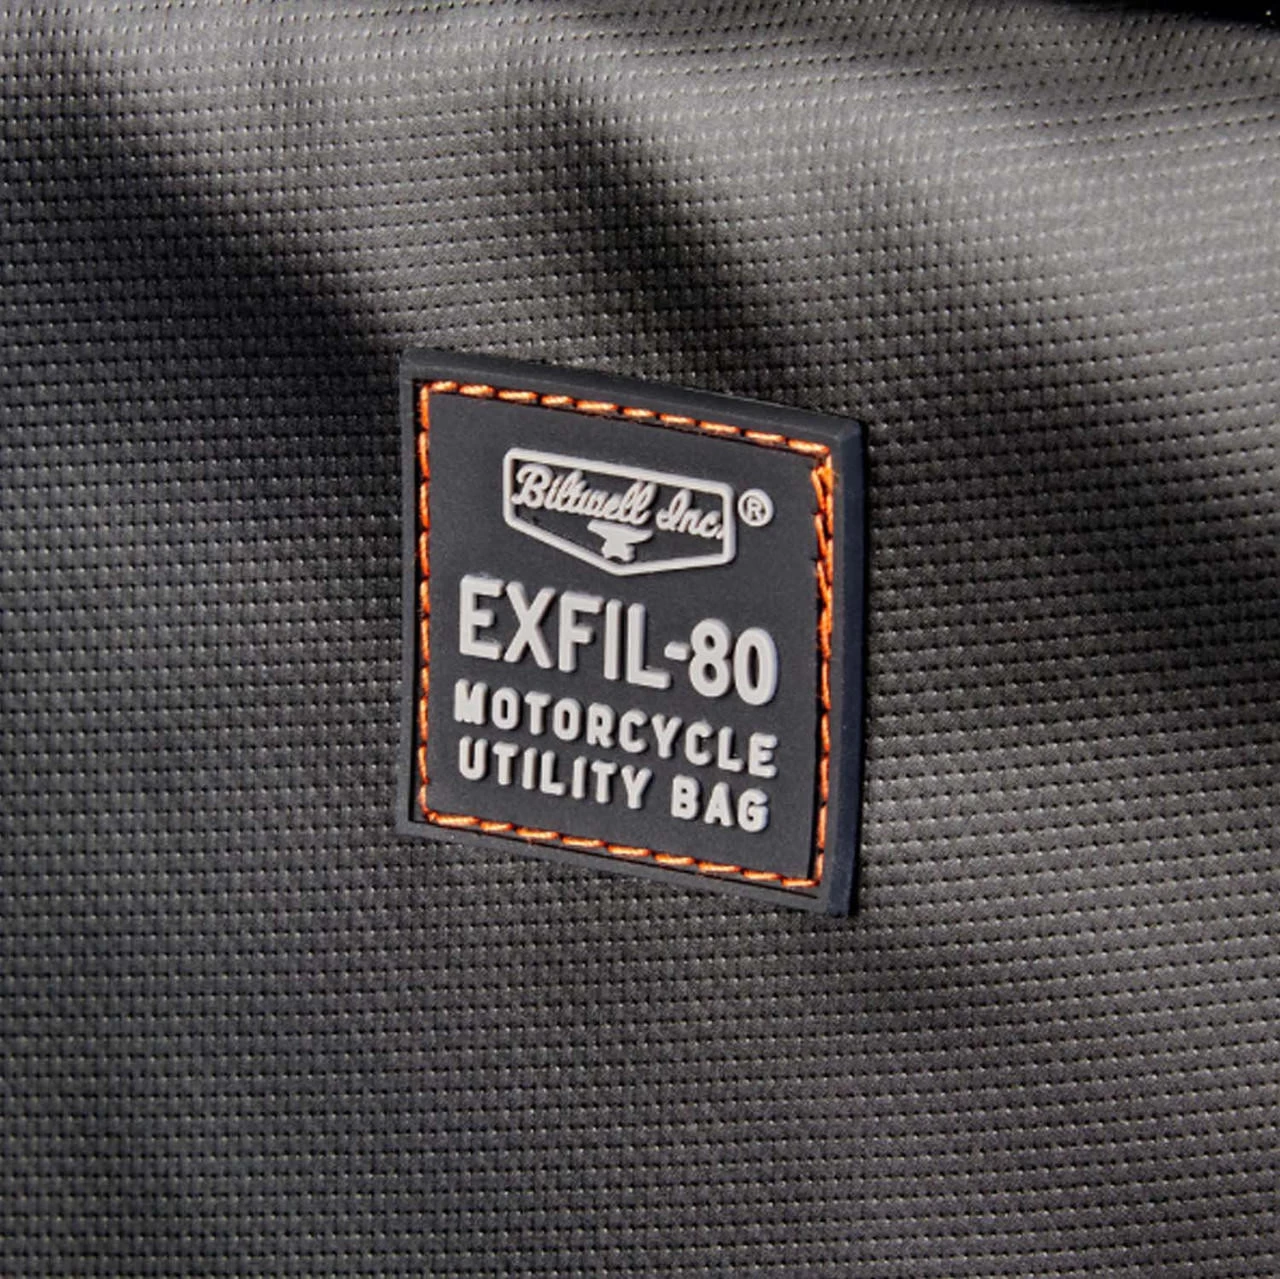 Biltwell Inc.®
EXFIL-80
MOTORCYCLE
UTILITY BAG